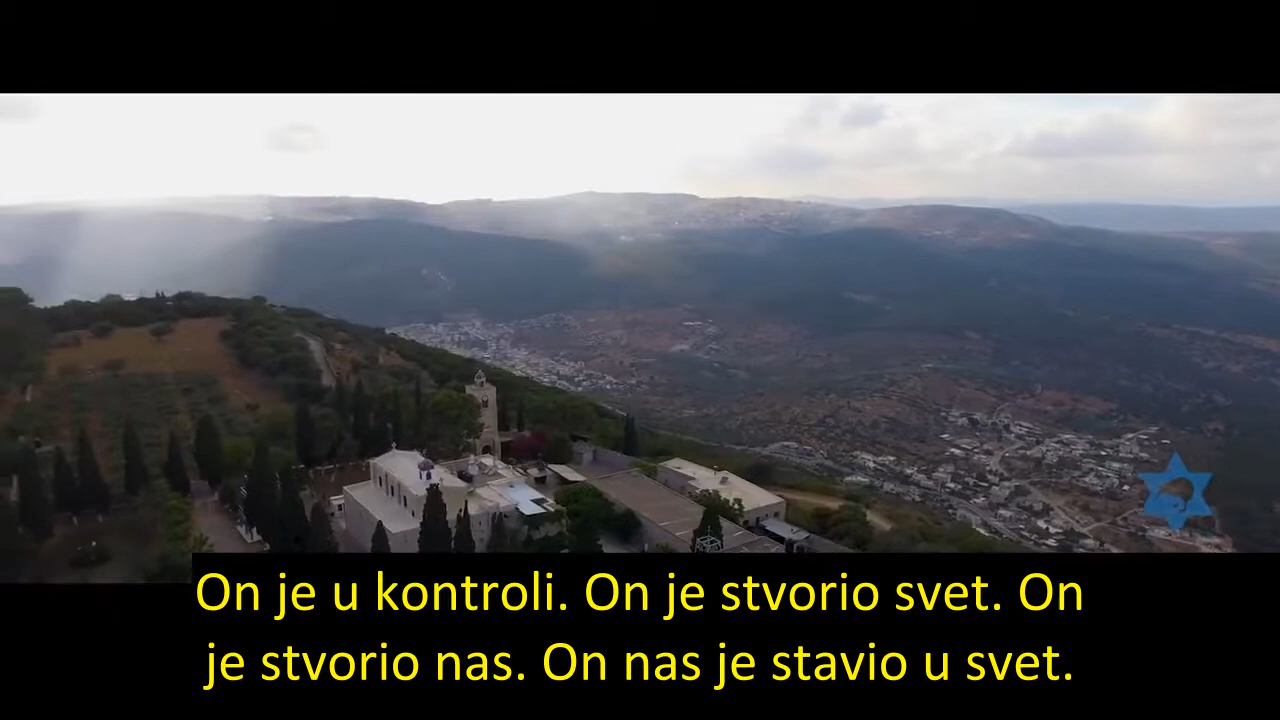 On je u kontroli. On je stvorio svet. On
je stvorio nas. On nas je stavio u svet.